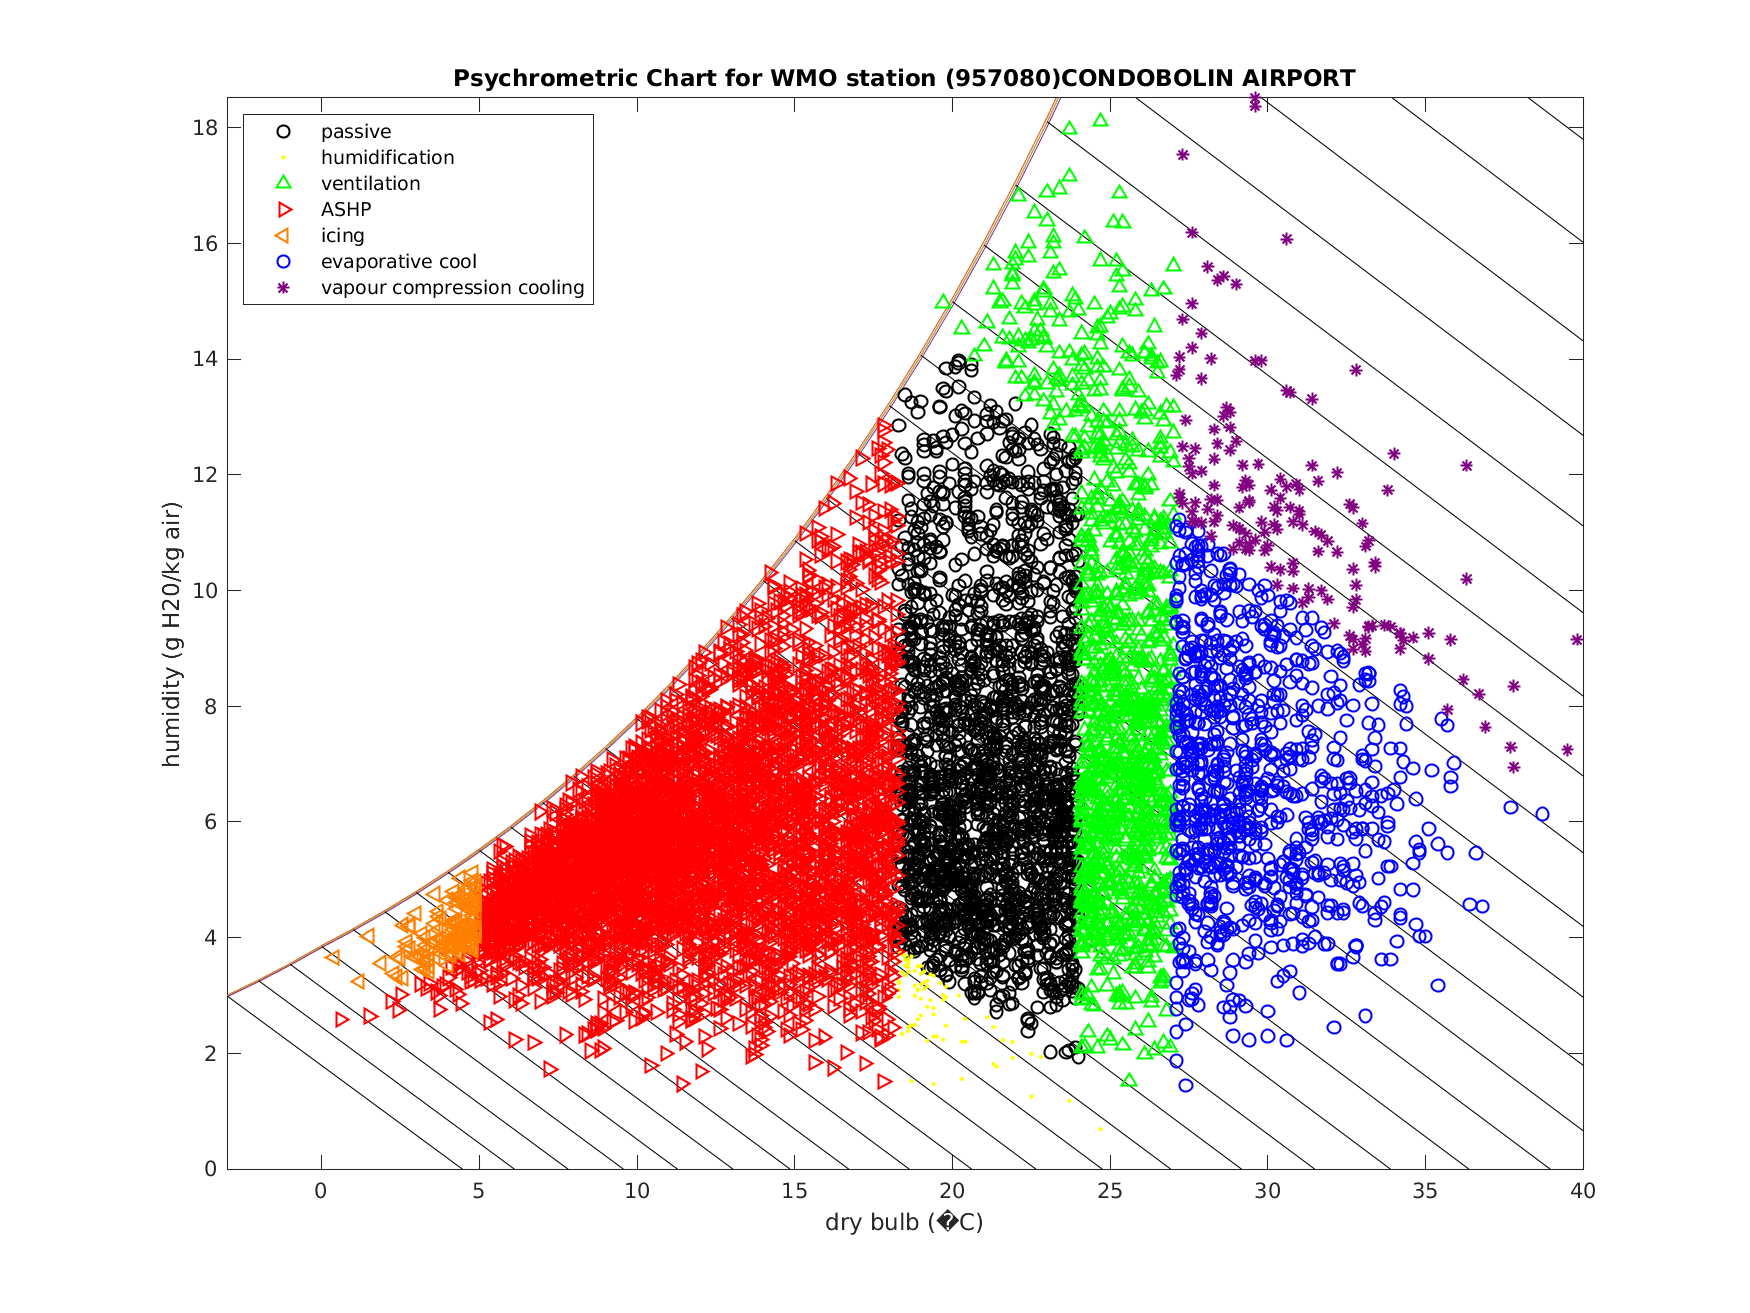 Psychrometric Chart for WMO station (957080)CONDOBOLIN AIRPORT
passive
humidification
ventilation
ASHP
icing
evaporative cool
vapour compression cooling
humidity (g H20/kg air)
18
16
14
12
10
8
6
4
2
0
0 5 10 15 20 25 30 35 40
dry bulb (�C)